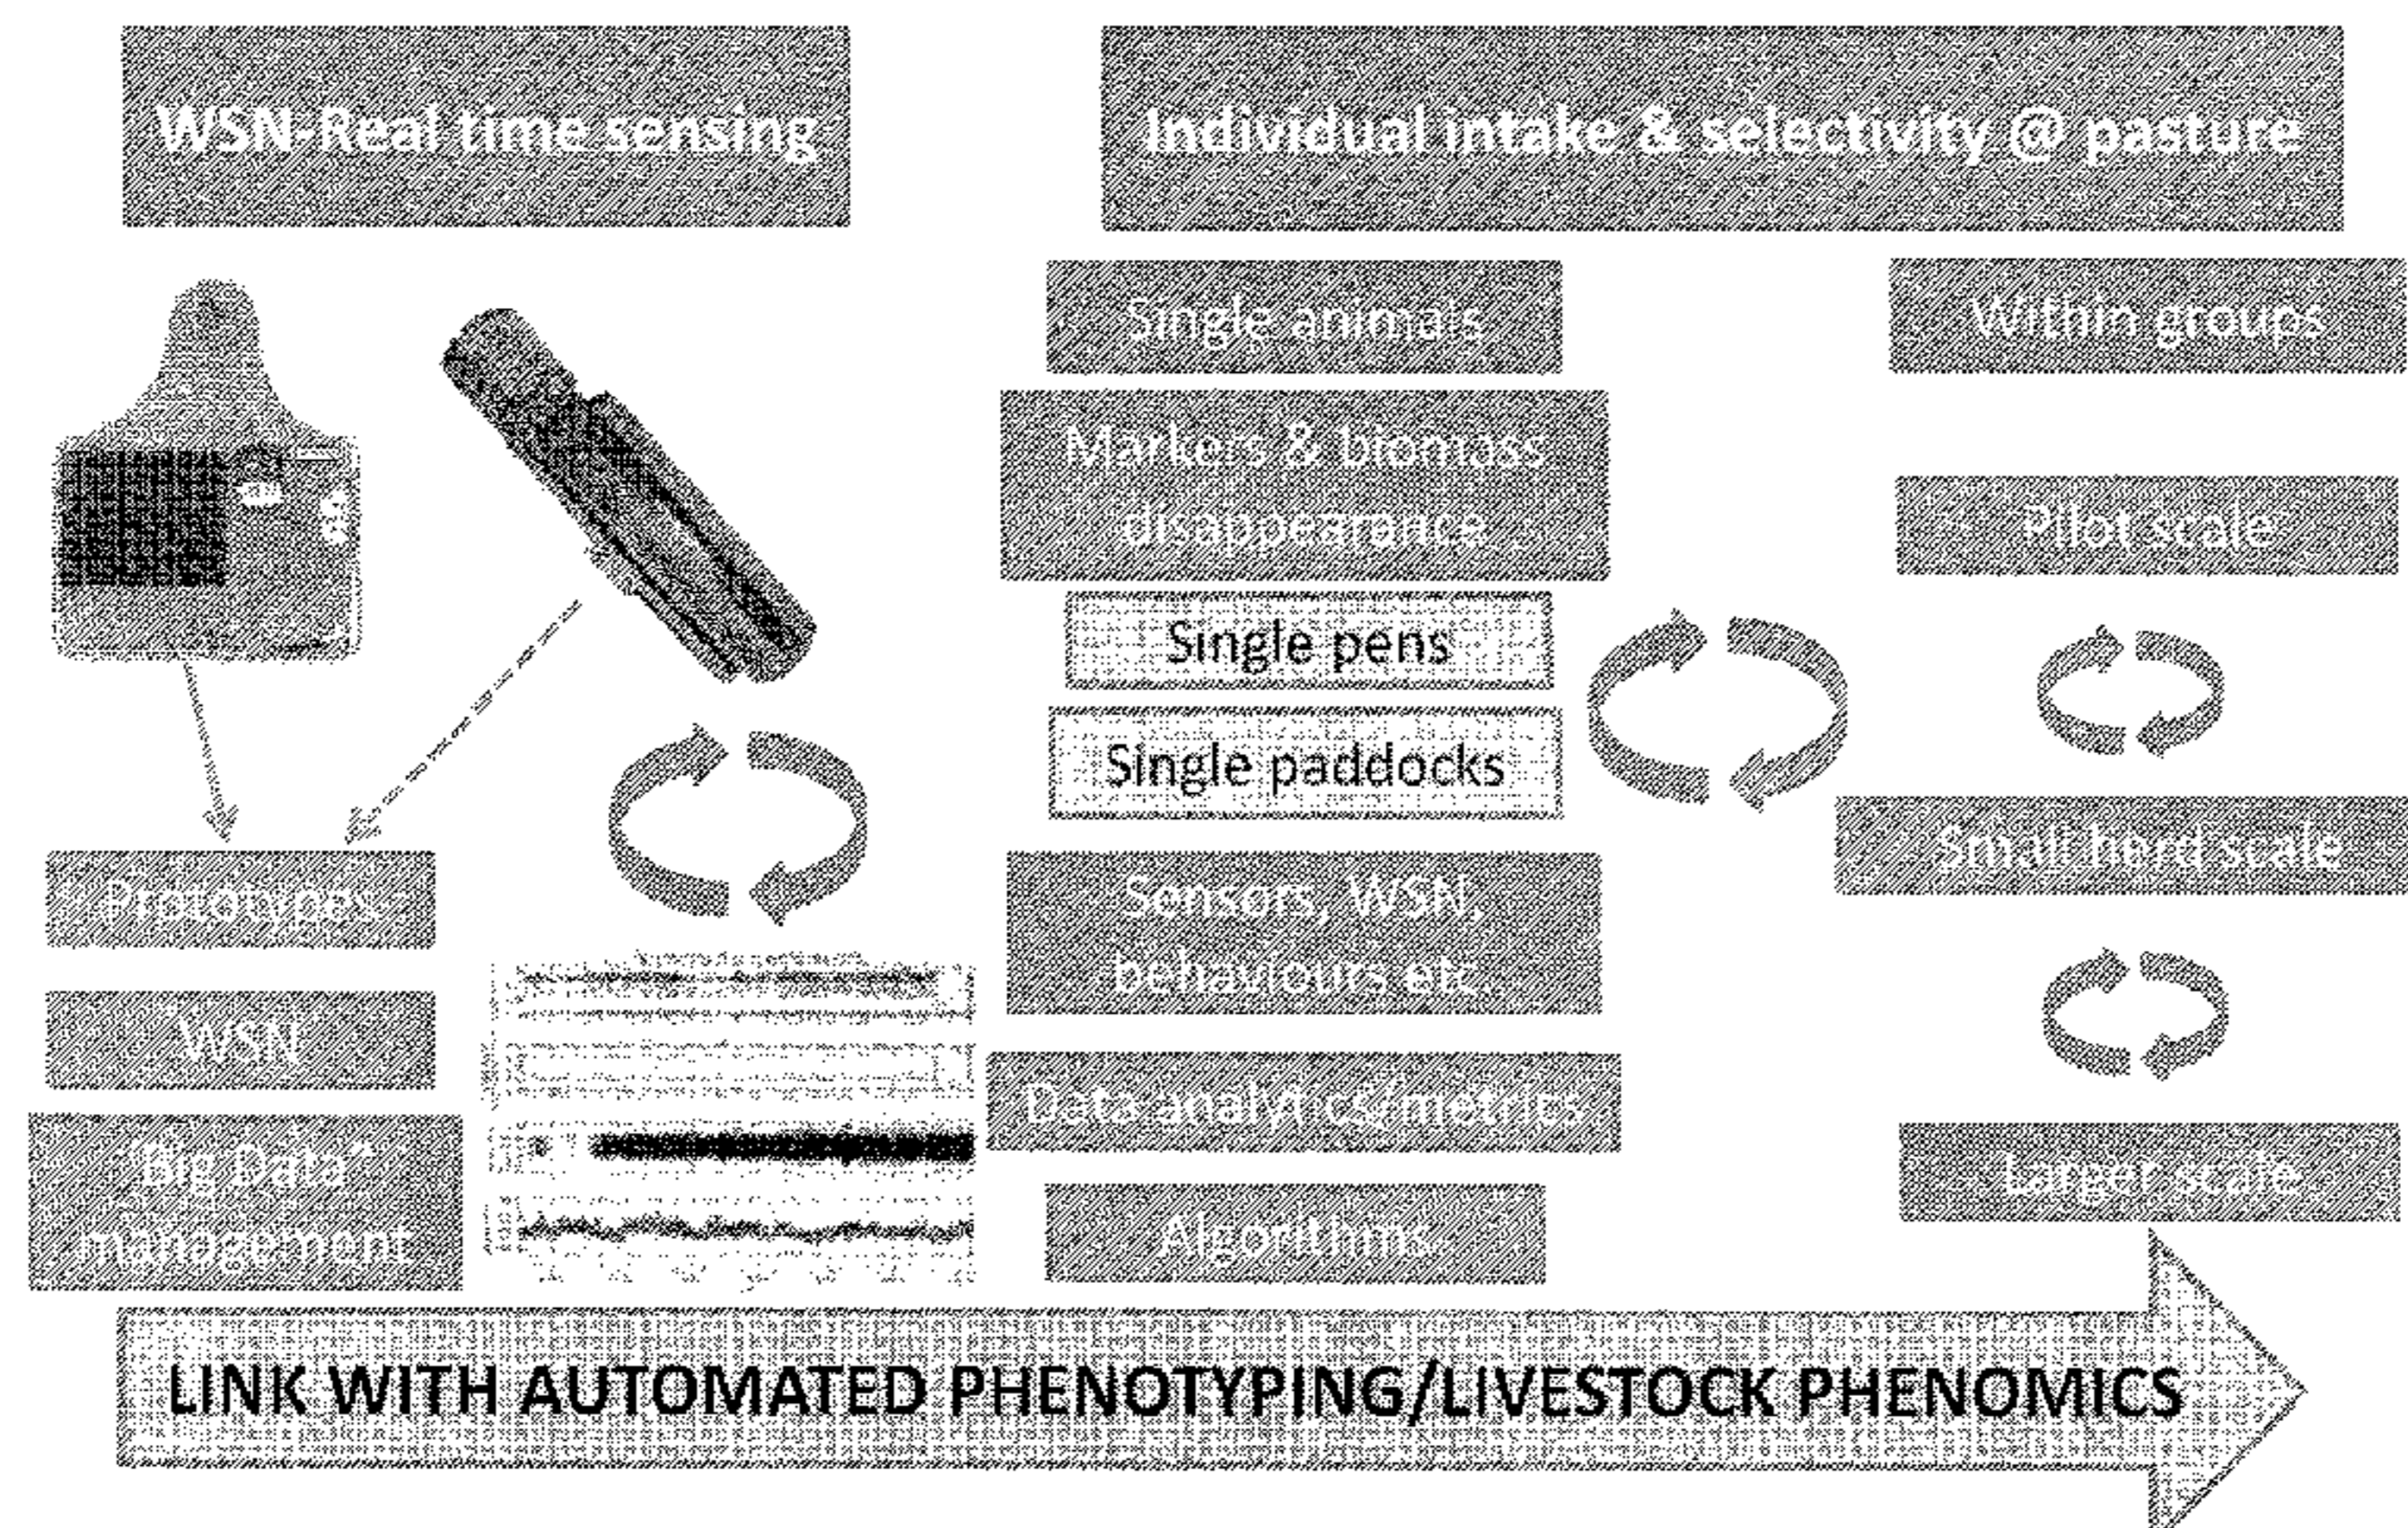 WSN-Real time sensing
Individual intake & selectivity @ pasture
Single animals
Within groups
Markers & biomass
disappearance
Pilot scale
Single pens
Single paddocks
Small herd scale
Prototypes
Sensors, WSN,
behaviours etc.
WSN
Data analytics/metrics
"Big Data"
management
Larger scale
Algorithms
LINK WITH AUTOMATED PHENOTYPING/LIVESTOCK PHENOMICS